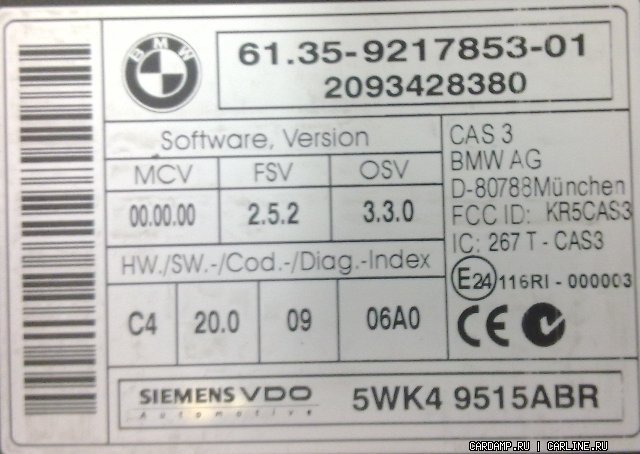 BMW
61.35-9217853-01
2093428380
Software, Version
MCV FSV OSV
00.00.00 2.5.2 3.3.0
HW./SW.-/Cod.-/Diag.-Index
C4 20.0 09 06A0
CAS 3
BMW AG
D-80788München
FCC ID: KR5CAS3
IC: 267 T - CAS3
E24 116RI - 000003
CE
SIEMENS VDO
Automotive
5WK4 9515ABR
CARDAMP.RU | CARLINE.RU